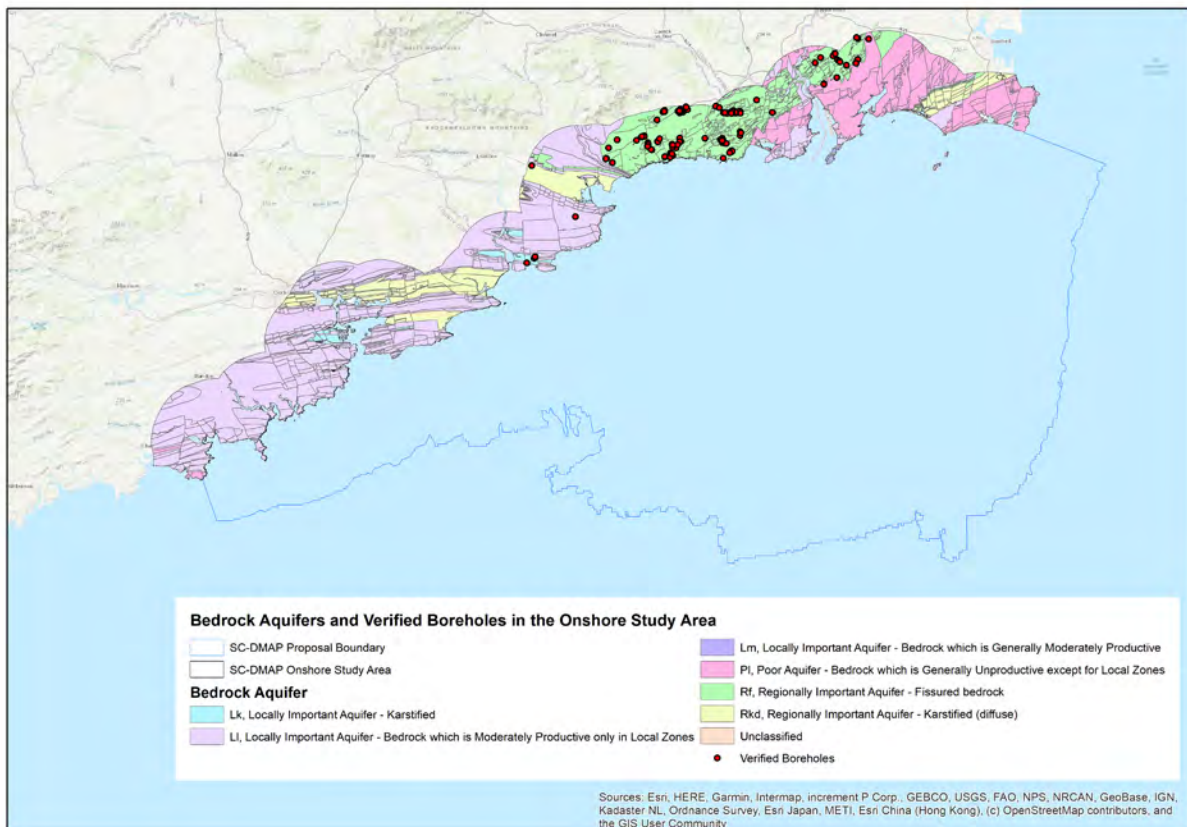 Mallow
Bedrock Aquifers and Verified Boreholes in the Onshore Study Area
SC-DMAP Proposal Boundary
SC-DMAP Onshore Study Area
Bedrock Aquifer
Lk, Locally Important Aquifer - Karstified
Ll, Locally Important Aquifer - Bedrock which is Moderately Productive only in Local Zones
Lm, Locally Important Aquifer - Bedrock which is Generally Moderately Productive
Pl, Poor Aquifer - Bedrock which is Generally Unproductive except for Local Zones
Rf, Regionally Important Aquifer - Fissured bedrock
Rkd, Regionally Important Aquifer - Karstified (diffuse)
Unclassified
Verified Boreholes
Sources: Esri, HERE, Garmin, Intermap, increment P Corp., GEBCO, USGS, FAO, NPS, NRCAN, GeoBase, IGN,
Kadaster NL, Ordnance Survey, Esri Japan, METI, Esri China (Hong Kong), (c) OpenStreetMap contributors, and
the GIS User Community